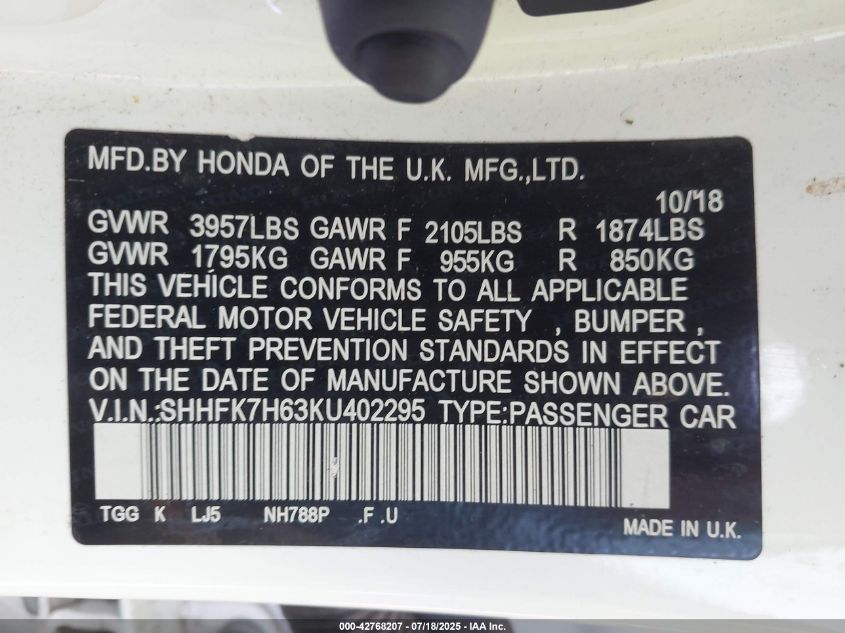 MFD.BY HONDA OF THE U.K. MFG.,LTD.
10/18
GVWR 3957LBS GAWR F 2105LBS R 1874LBS
GVWR 1795KG GAWR F 955KG R 850KG
THIS VEHICLE CONFORMS TO ALL APPLICABLE
FEDERAL MOTOR VEHICLE SAFETY , BUMPER ,
AND THEFT PREVENTION STANDARDS IN EFFECT
ON THE DATE OF MANUFACTURE SHOWN ABOVE.
V.I.N.:SHHFK7H63KU402295 TYPE:PASSENGER CAR
TGG K LJ5 NH788P .F .U
MADE IN U.K.
000-42768207 - 07/18/2025 - IAA Inc.